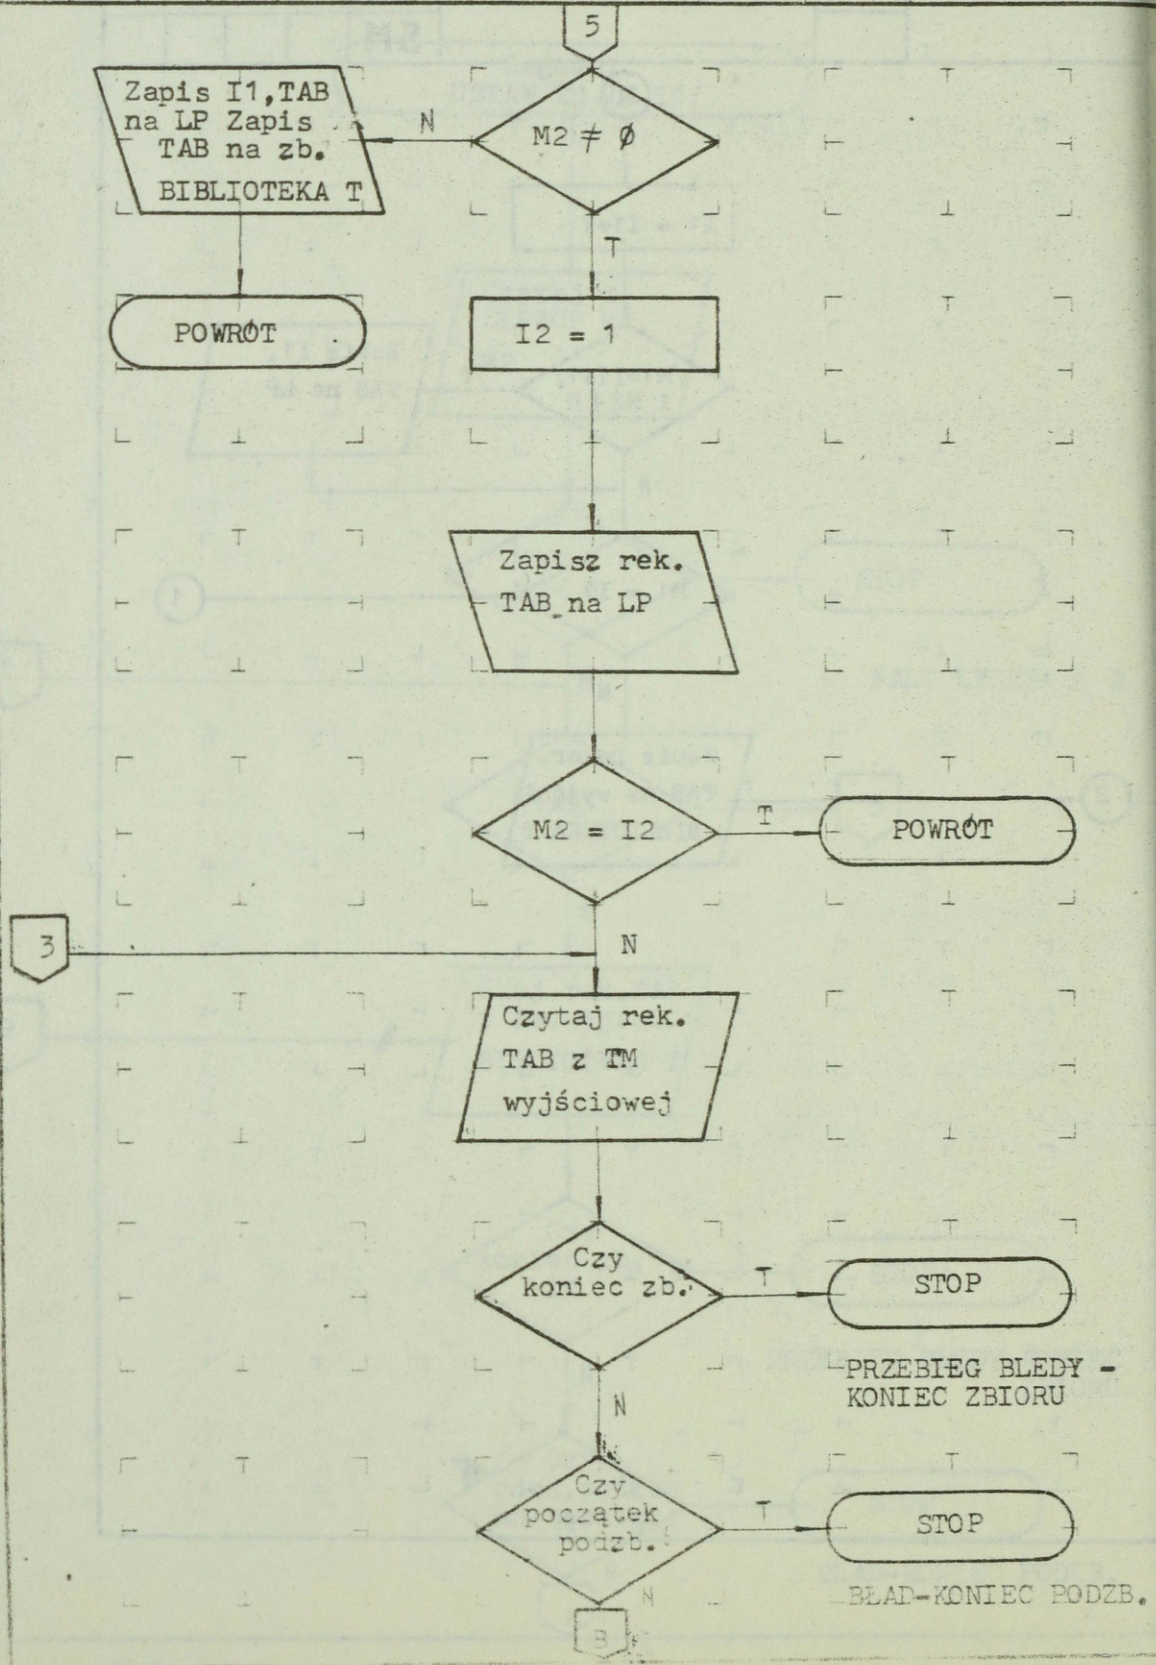 5
Zapis I1,TAB
na LP Zapis
TAB na zb.
BIBLIOTEKA T
N
M2 ≠ Ø
T
POWRÓT
I2 = 1
Zapisz rek.
TAB na LP
M2 = I2
T
POWRÓT
3
N
Czytaj rek.
TAB z TM
wyjściowej
Czy
koniec zb.
T
STOP
PRZEBIEG BLEDY -
KONIEC ZBIORU
N
Czy
początek
podzb.
T
STOP
BŁAD-KONIEC PODZB.
N